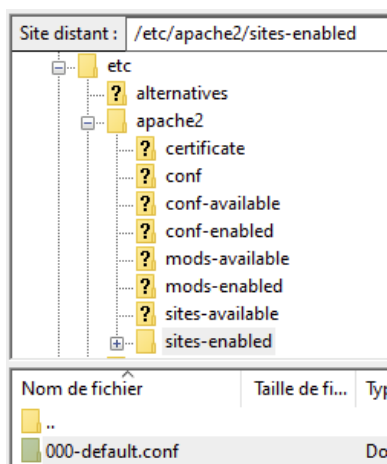 Site distant : /etc/apache2/sites-enabled
etc
? alternatives
apache2
? certificate
? conf
? conf-available
? conf-enabled
? mods-available
? mods-enabled
? sites-available
sites-enabled
Nom de fichier Taille de fi... Typ
..
000-default.conf Do